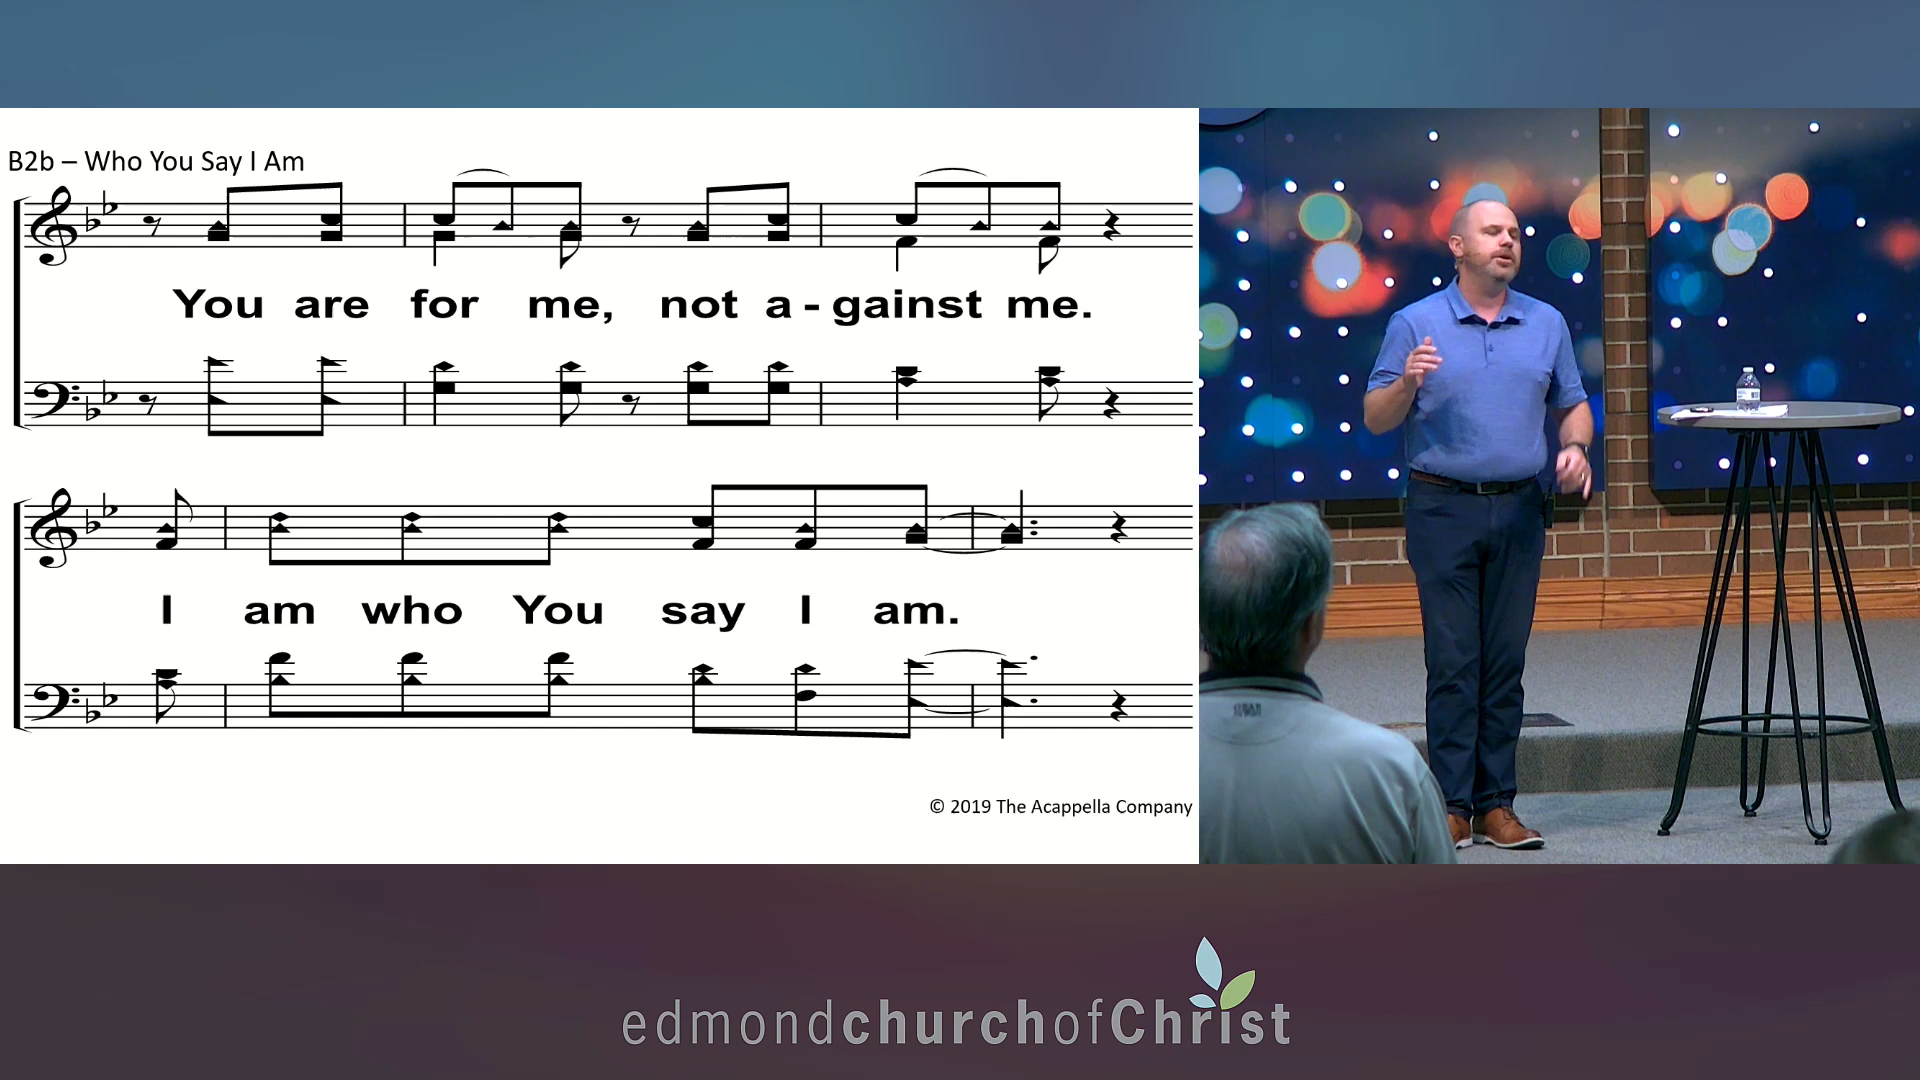 B2b – Who You Say I Am
You are for me, not a - gainst me.
I am who You say I am.
© 2019 The Acappella Company
edmondchurchofChrist